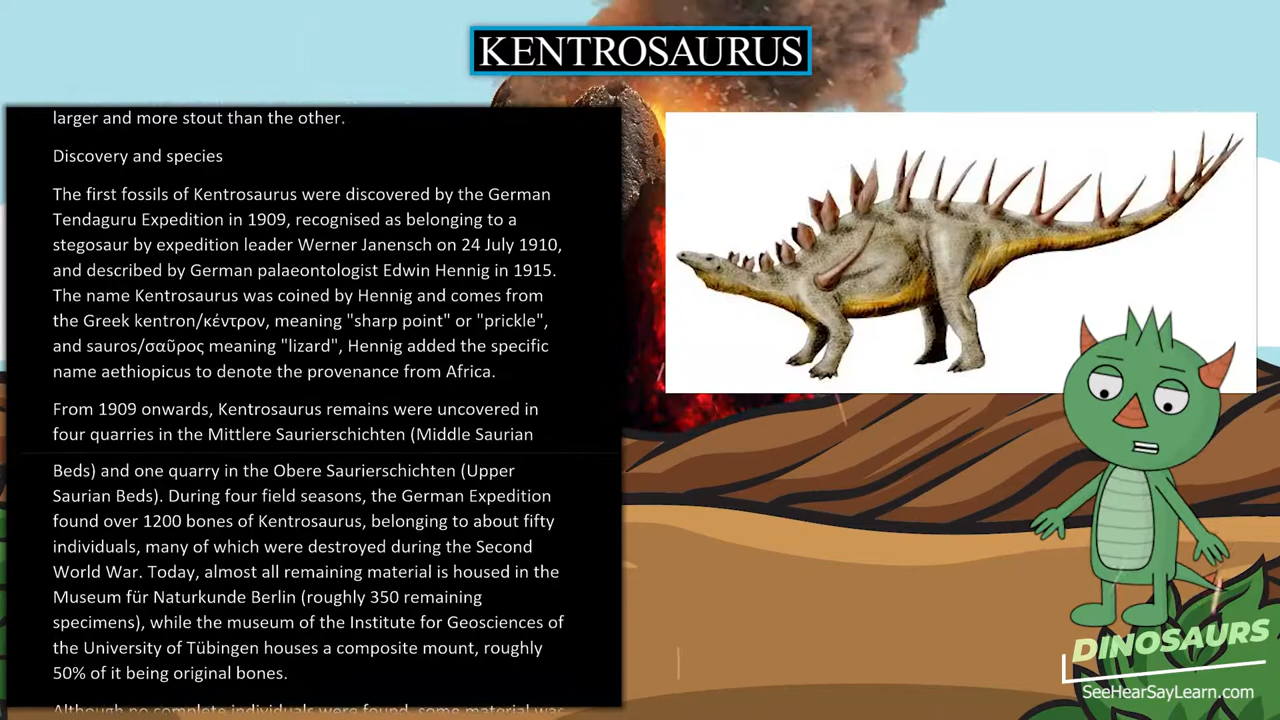 KENTROSAURUS
larger and more stout than the other.
Discovery and species
The first fossils of Kentrosaurus were discovered by the German
Tendaguru Expedition in 1909, recognised as belonging to a
stegosaur by expedition leader Werner Janensch on 24 July 1910,
and described by German palaeontologist Edwin Hennig in 1915.
The name Kentrosaurus was coined by Hennig and comes from
the Greek kentron/κέντρον, meaning "sharp point" or "prickle",
and sauros/σαῦρος meaning "lizard", Hennig added the specific
name aethiopicus to denote the provenance from Africa.
From 1909 onwards, Kentrosaurus remains were uncovered in
four quarries in the Mittlere Saurierschichten (Middle Saurian
Beds) and one quarry in the Obere Saurierschichten (Upper
Saurian Beds). During four field seasons, the German Expedition
found over 1200 bones of Kentrosaurus, belonging to about fifty
individuals, many of which were destroyed during the Second
World War. Today, almost all remaining material is housed in the
Museum für Naturkunde Berlin (roughly 350 remaining
specimens), while the museum of the Institute for Geosciences of
the University of Tübingen houses a composite mount, roughly
50% of it being original bones.
Although no complete individuals were found, some material was
DINOSAURS
SeeHearSayLearn.com